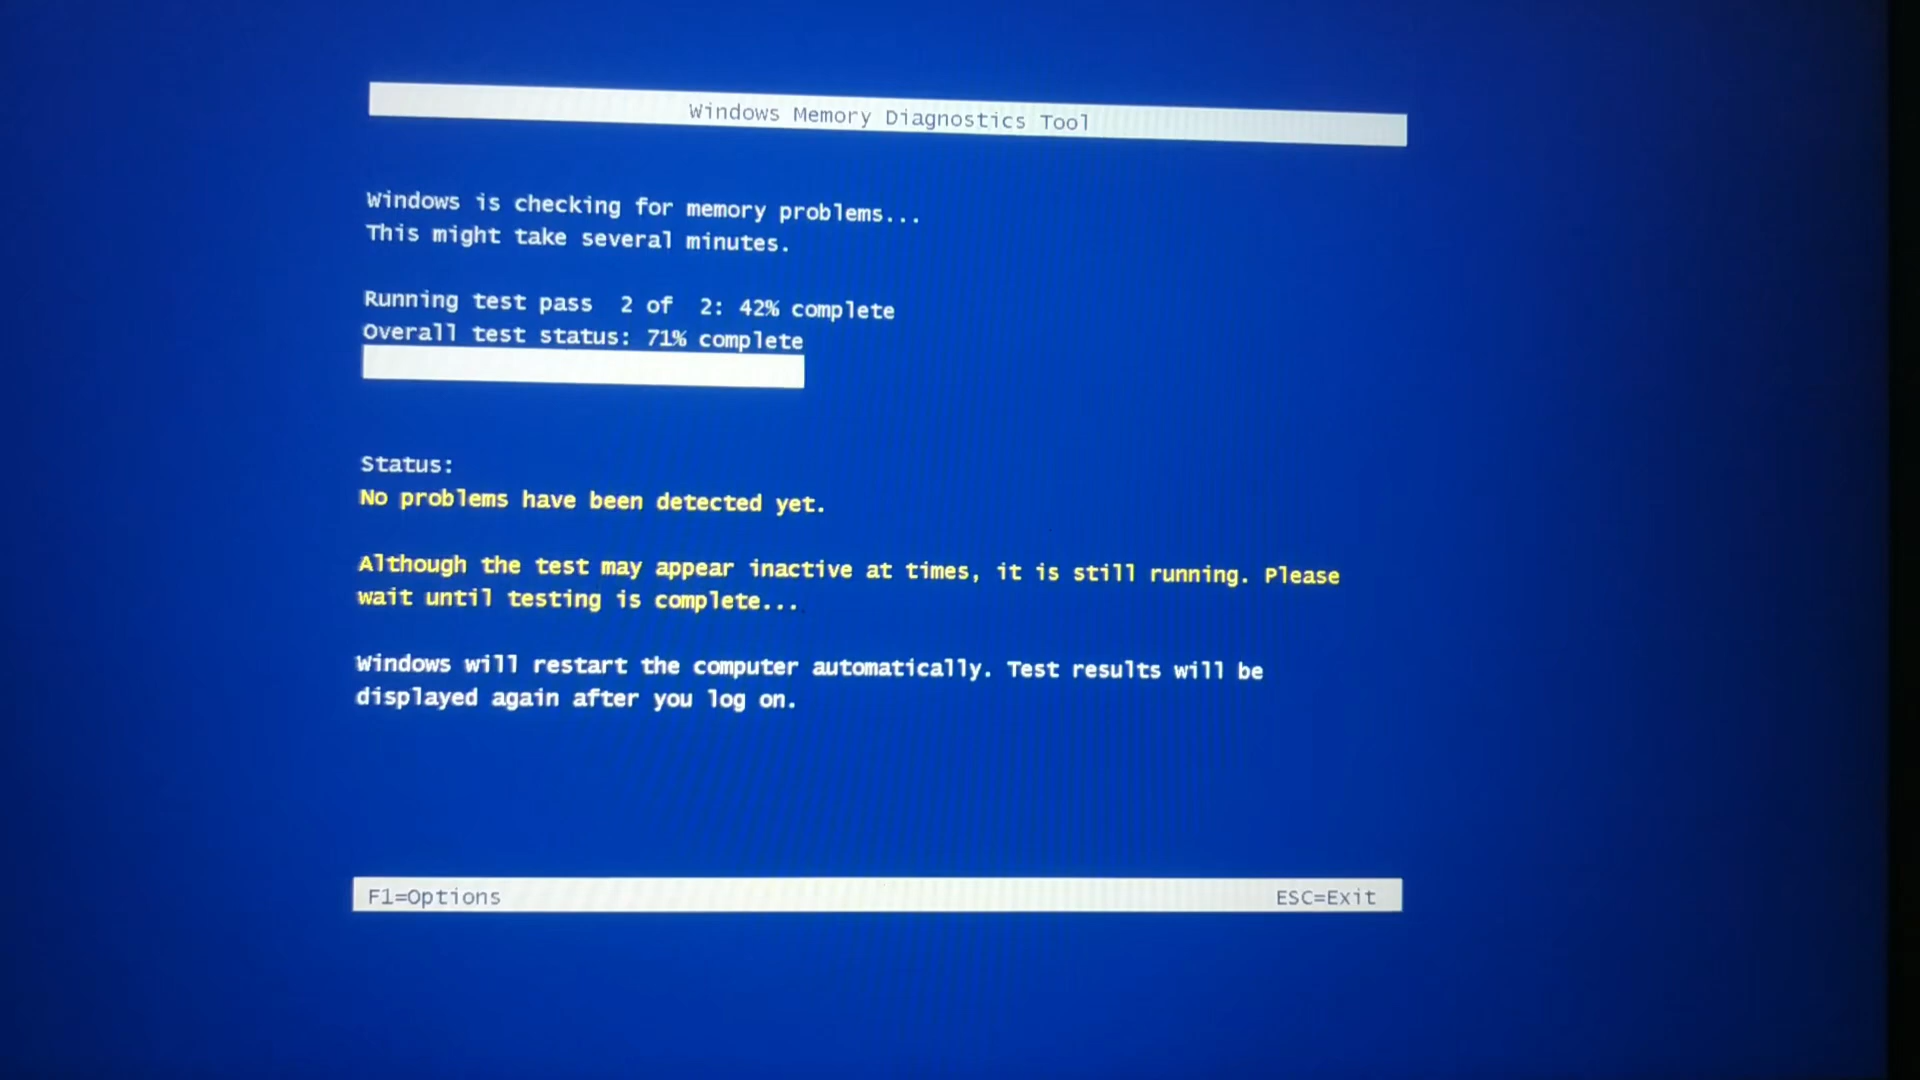 Windows Memory Diagnostics Tool
Windows is checking for memory problems...
This might take several minutes.
Running test pass  2 of  2: 42% complete
Overall test status: 71% complete
Status:
No problems have been detected yet.
Although the test may appear inactive at times, it is still running. Please
wait until testing is complete...
Windows will restart the computer automatically. Test results will be
displayed again after you log on.
F1=Options ESC=Exit